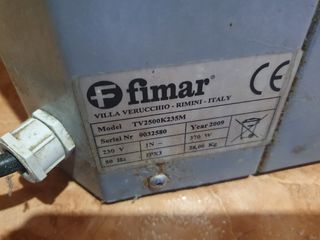 fimar®
VILLA VERUCCHIO - RIMINI - ITALY
Model TV2500K235M
Serial Nr 0032580 Year 2009
230 V 1N ~ 370 W
50 Hz IPX3 28,00 Kg
CE